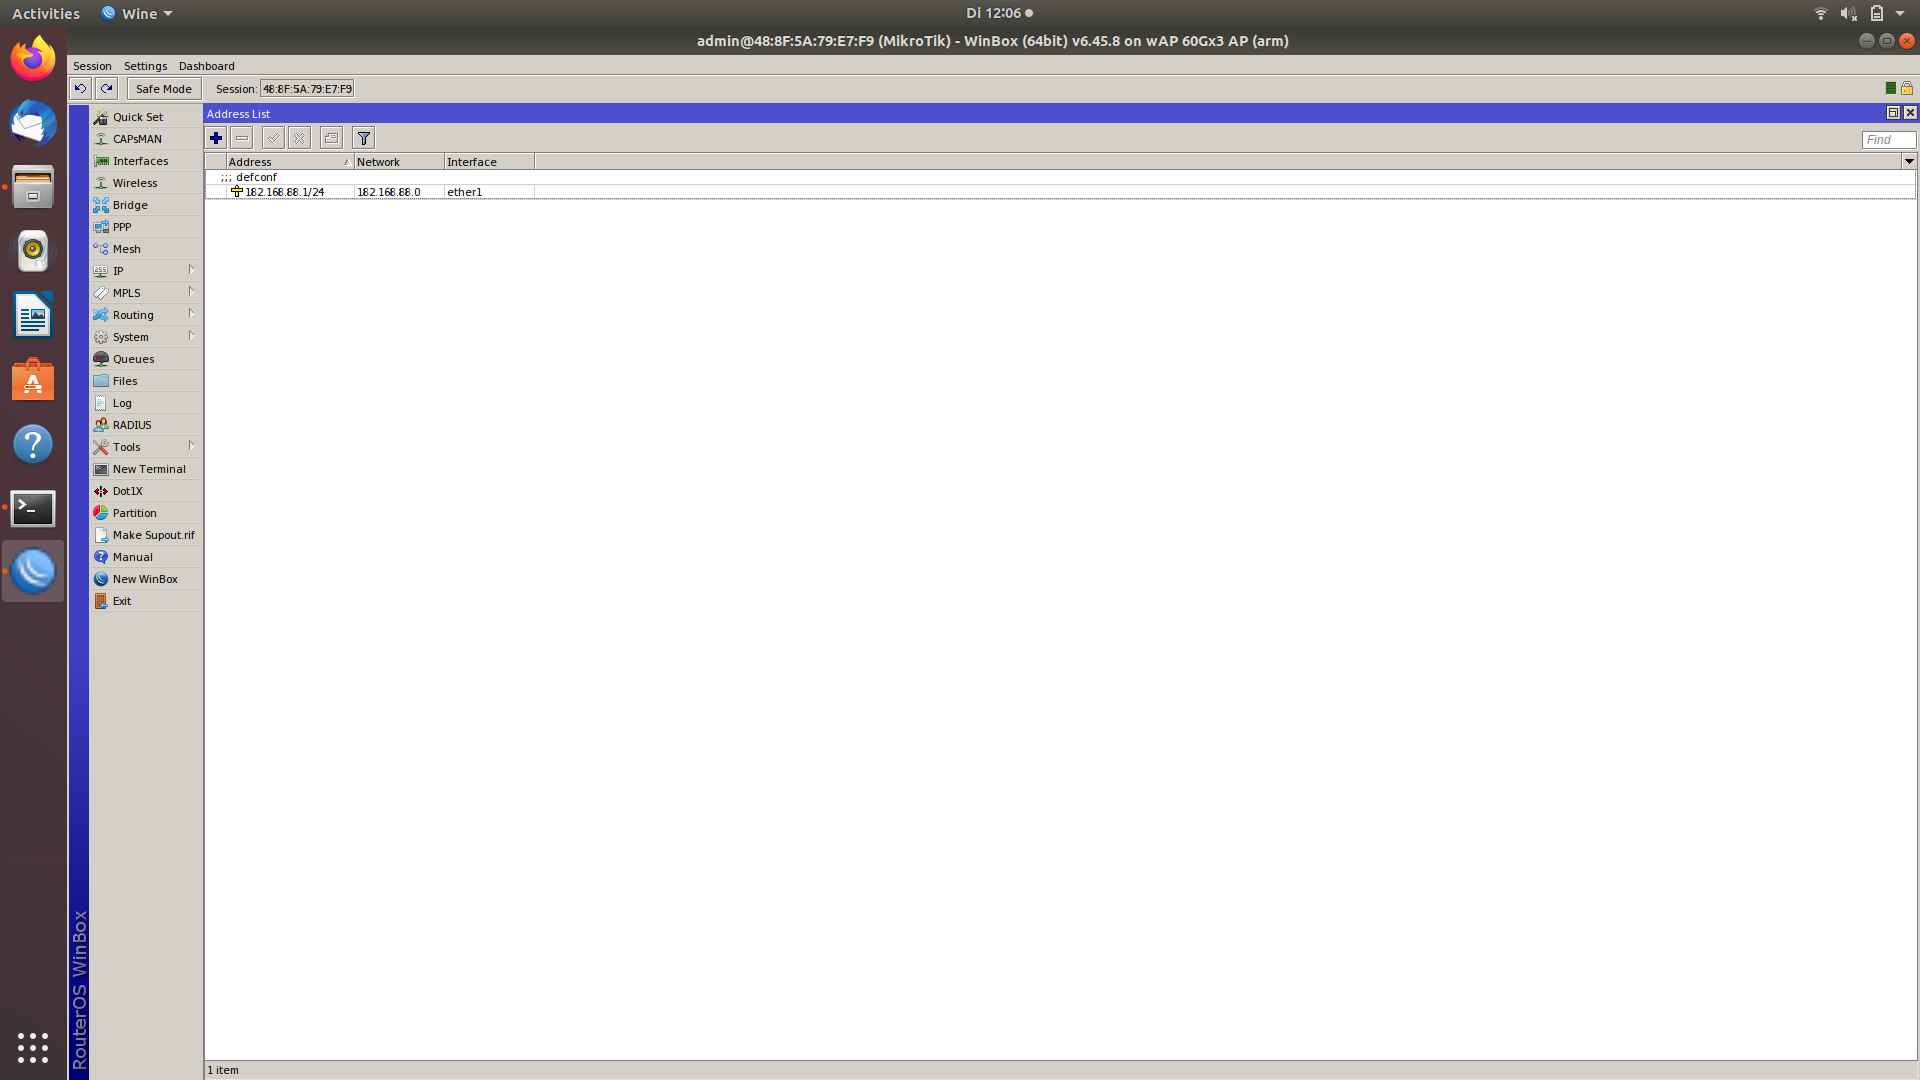 Activities
Wine
Di 12:06
admin@48:8F:5A:79:E7:F9 (MikroTik) - WinBox (64bit) v6.45.8 on wAP 60Gx3 AP (arm)
Session Settings Dashboard
Safe Mode Session: 48:8F:5A:79:E7:F9
Quick Set
CAPsMAN
Interfaces
Wireless
Bridge
PPP
Mesh
IP
MPLS
Routing
System
Queues
Files
Log
RADIUS
Tools
New Terminal
Dot1X
Partition
Make Supout.rif
Manual
New WinBox
Exit
RouterOS WinBox
Address List
Find
Address Network Interface
;;; defconf
182.168.88.1/24 182.168.88.0 ether1
1 item